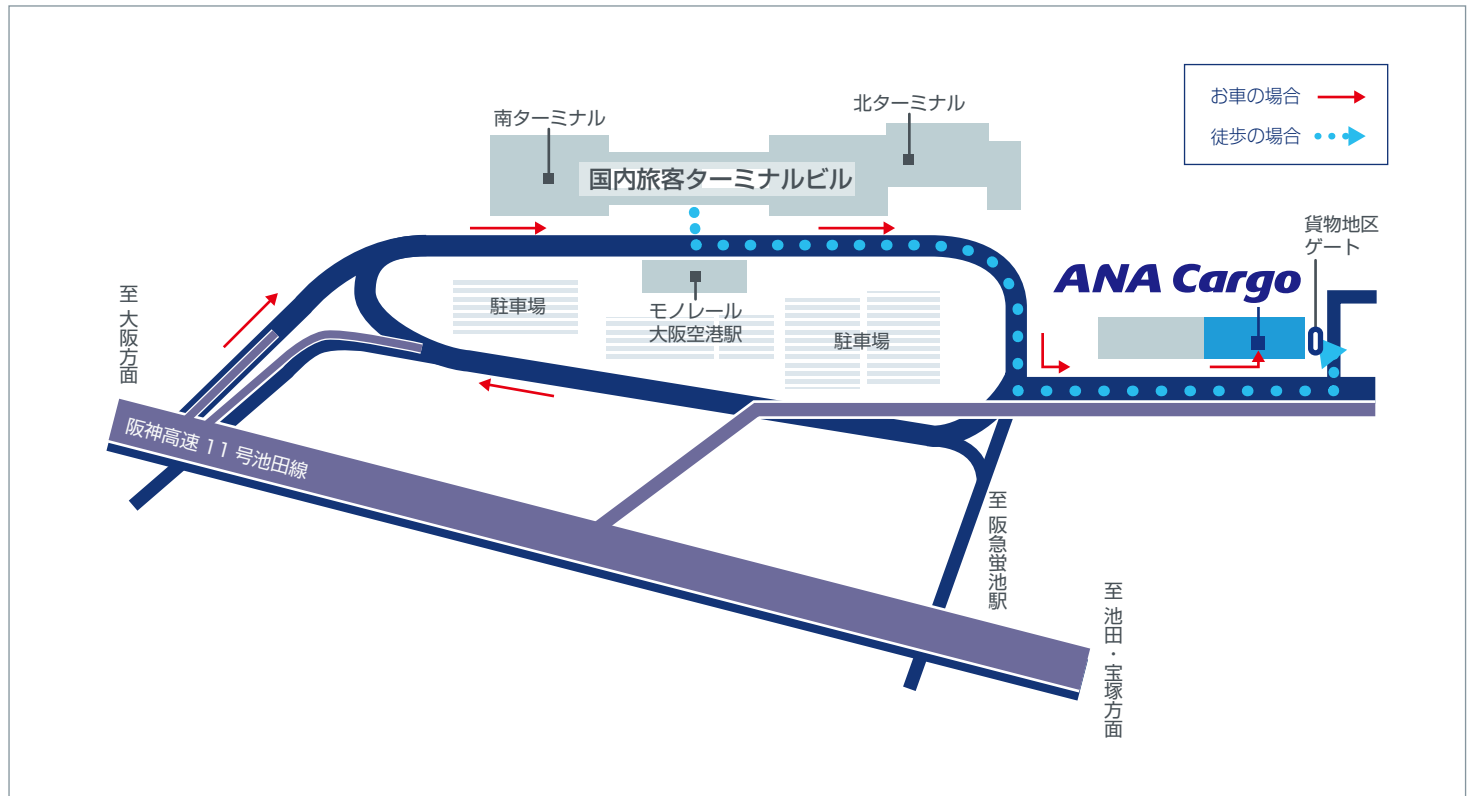 お車の場合
徒歩の場合
南ターミナル
北ターミナル
国内旅客ターミナルビル
貨物地区
ゲート
ANA Cargo
モノレール
大阪空港駅
駐車場
駐車場
至 大阪方面
阪神高速 11 号池田線
至 阪急蛍池駅
至 池田・宝塚方面